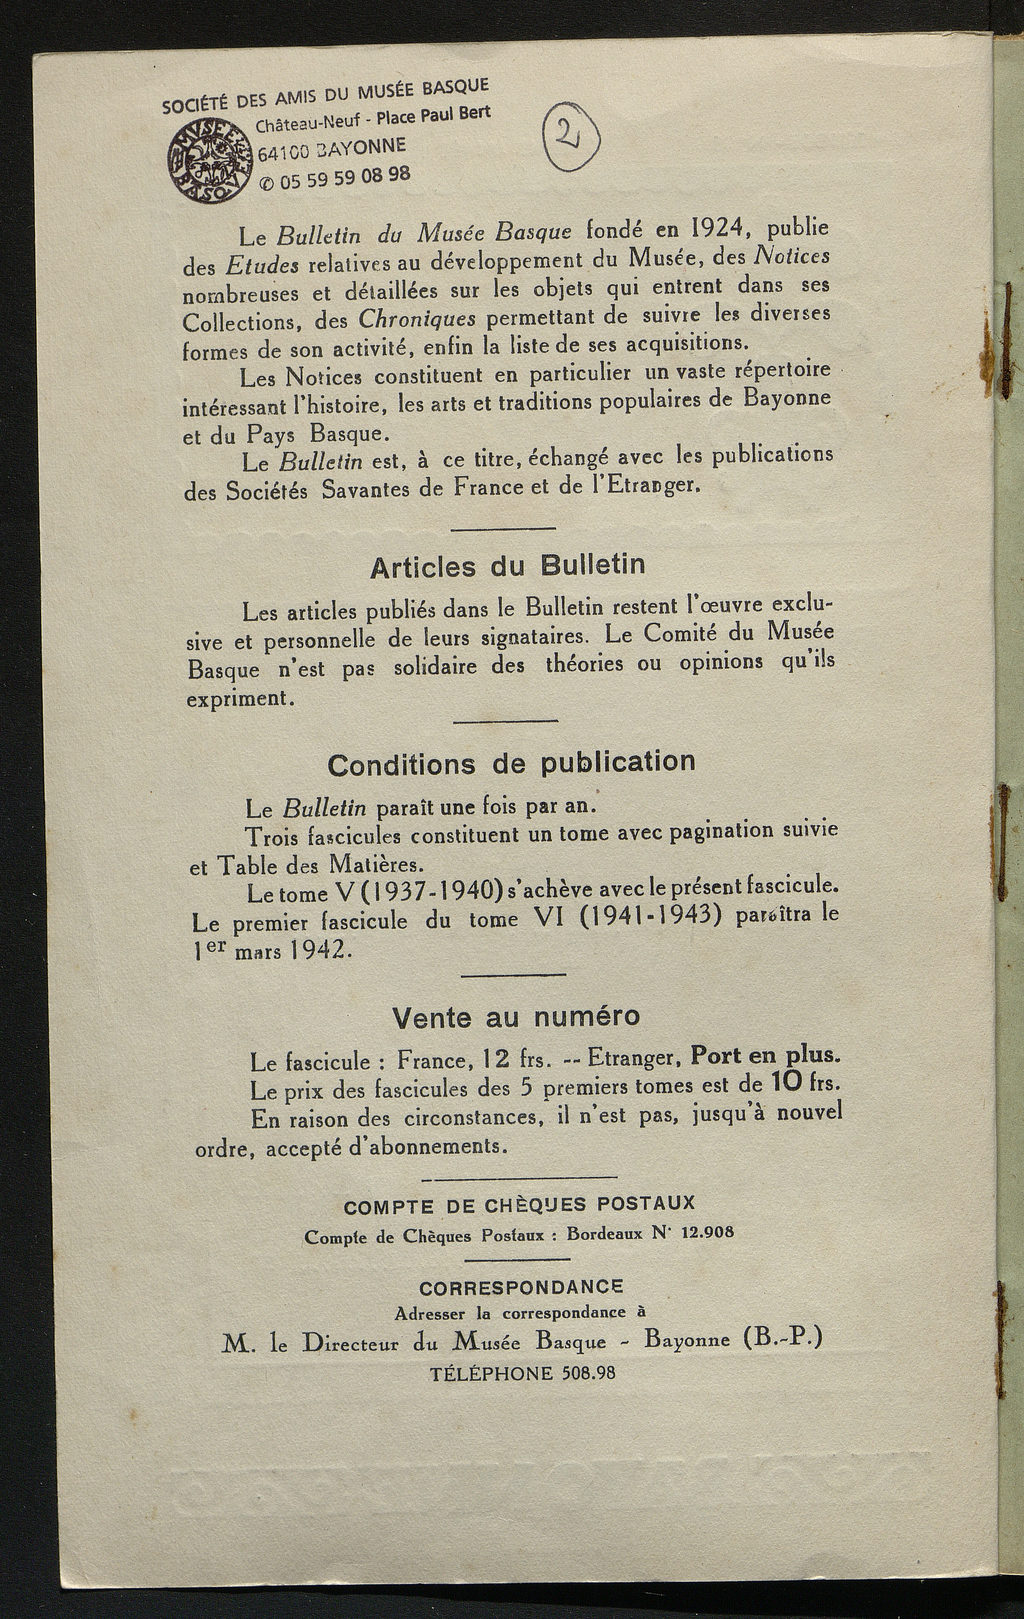 SOCIÉTÉ DES AMIS DU MUSÉE BASQUE
Château-Neuf - Place Paul Bert
64100 BAYONNE
✆ 05 59 59 08 98
MVSEE
BASQVE
2
Le Bulletin du Musée Basque fondé en 1924, publie
des Etudes relatives au développement du Musée, des Notices
nombreuses et détaillées sur les objets qui entrent dans ses
Collections, des Chroniques permettant de suivre les diverses
formes de son activité, enfin la liste de ses acquisitions.
Les Notices constituent en particulier un vaste répertoire
intéressant l'histoire, les arts et traditions populaires de Bayonne
et du Pays Basque.
Le Bulletin est, à ce titre, échangé avec les publications
des Sociétés Savantes de France et de l'Etranger.
Articles du Bulletin
Les articles publiés dans le Bulletin restent l'œuvre exclu-
sive et personnelle de leurs signataires. Le Comité du Musée
Basque n'est pas solidaire des théories ou opinions qu'ils
expriment.
Conditions de publication
Le Bulletin paraît une fois par an.
Trois fascicules constituent un tome avec pagination suivie
et Table des Matières.
Le tome V (1937-1940) s'achève avec le présent fascicule.
Le premier fascicule du tome VI (1941-1943) paraîtra le
1er mars 1942.
Vente au numéro
Le fascicule : France, 12 frs. -- Etranger, Port en plus.
Le prix des fascicules des 5 premiers tomes est de 10 frs.
En raison des circonstances, il n'est pas, jusqu'à nouvel
ordre, accepté d'abonnements.
COMPTE DE CHÈQUES POSTAUX
Compte de Chèques Postaux : Bordeaux N° 12.908
CORRESPONDANCE
Adresser la correspondance à
M. le Directeur du Musée Basque - Bayonne (B.-P.)
TÉLÉPHONE 508.98